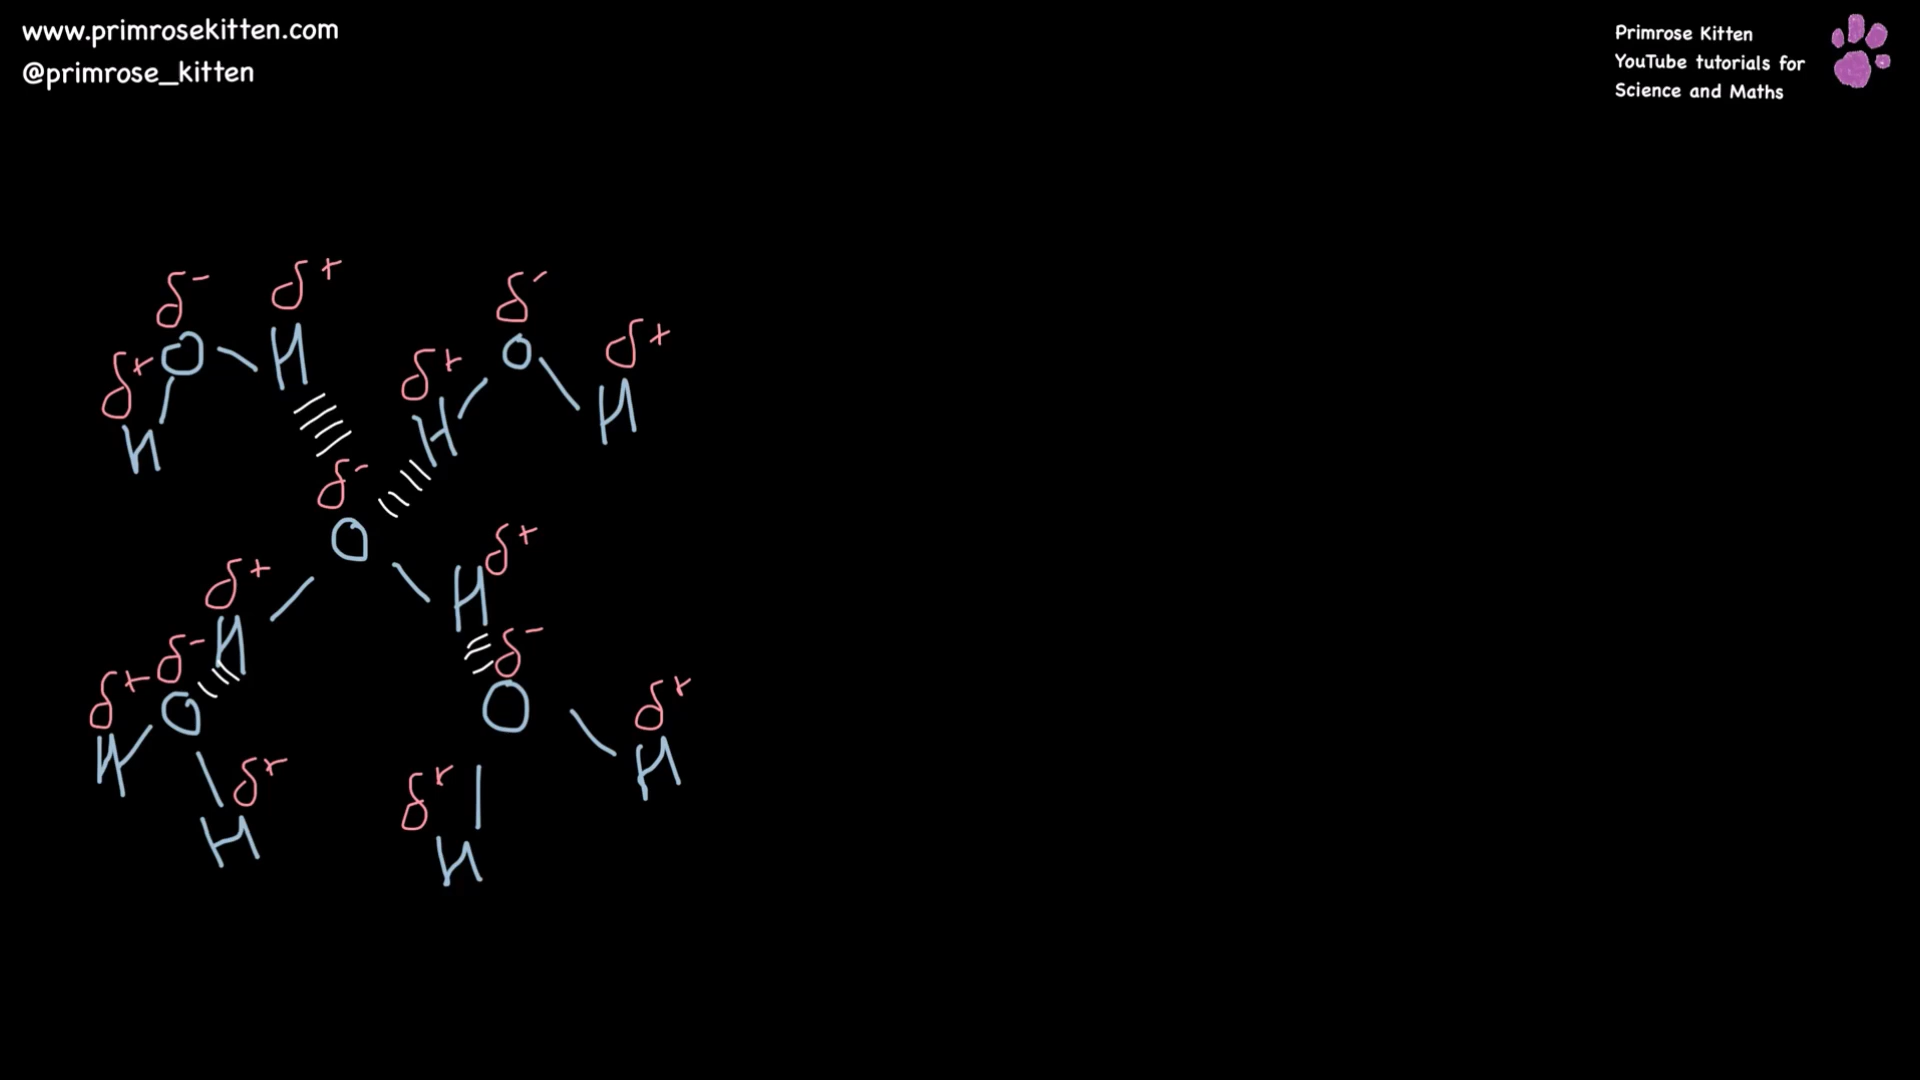 www.primrosekitten.com
@primrose_kitten
Primrose Kitten
YouTube tutorials for
Science and Maths
δ- δ+ δ-
δ+ O H O δ+
δ+
H H H
δ-
O
δ+ δ+
H H
δ- δ-
δ+ O O δ+
H H
δ+ δ+
H H